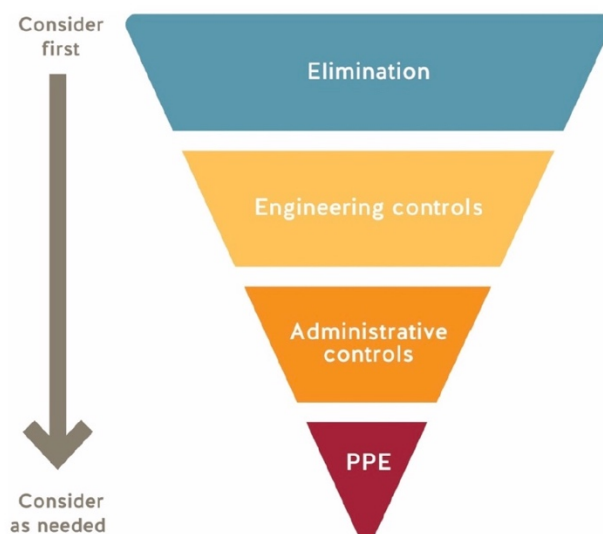 Consider
first
Elimination
Engineering controls
Administrative
controls
PPE
Consider
as needed